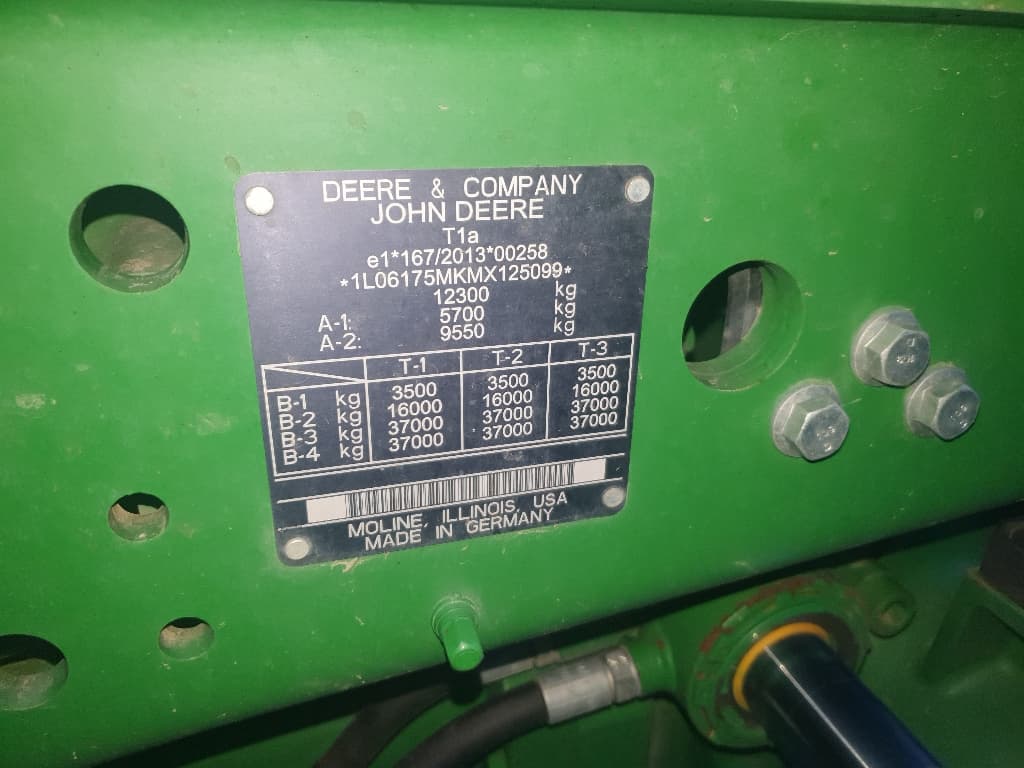 DEERE & COMPANY
JOHN DEERE
T1a
e1*167/2013*00258
*1L06175MKMX125099*
12300 kg
A-1: 5700 kg
A-2: 9550 kg
T-1 T-2 T-3
B-1 kg 3500 3500 3500
B-2 kg 16000 16000 16000
B-3 kg 37000 37000 37000
B-4 kg 37000 37000 37000
MOLINE, ILLINOIS, USA
MADE IN GERMANY